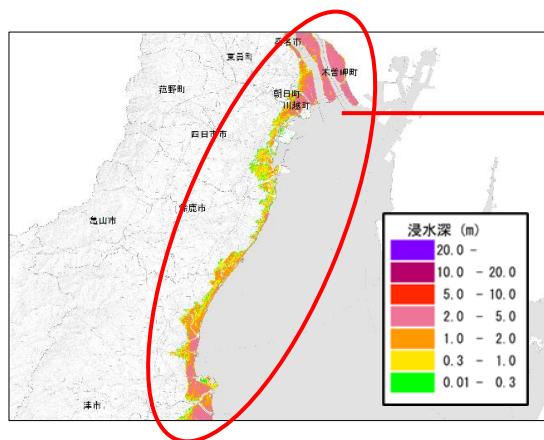 桑名市
東員町
木曽岬町
菰野町
朝日町
川越町
四日市市
鈴鹿市
亀山市
津市
浸水深 (m)
20.0 -
10.0 - 20.0
5.0 - 10.0
2.0 - 5.0
1.0 - 2.0
0.3 - 1.0
0.01 - 0.3